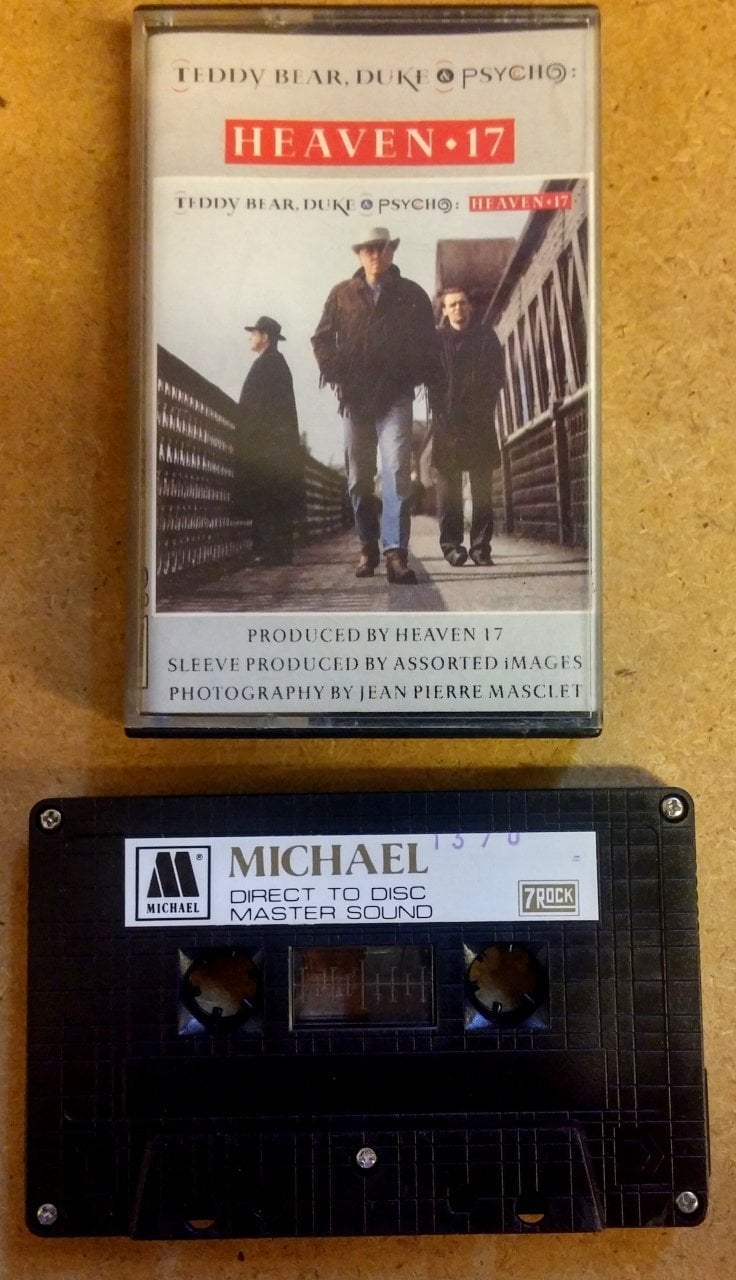 TEDDY BEAR, DUKE & PSYCHO:
HEAVEN • 17
TEDDY BEAR, DUKE & PSYCHO: HEAVEN • 17
PRODUCED BY HEAVEN 17
SLEEVE PRODUCED BY ASSORTED iMAGES
PHOTOGRAPHY BY JEAN PIERRE MASCLET
M®
MICHAEL
MICHAEL
DIRECT TO DISC
MASTER SOUND
7ROCK